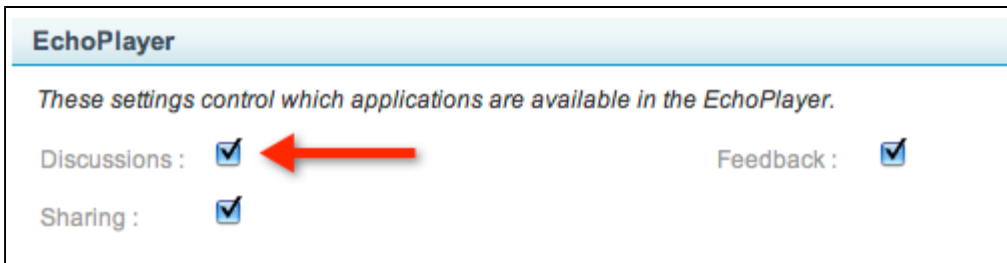 EchoPlayer
These settings control which applications are available in the EchoPlayer.
Discussions : Feedback :
Sharing :